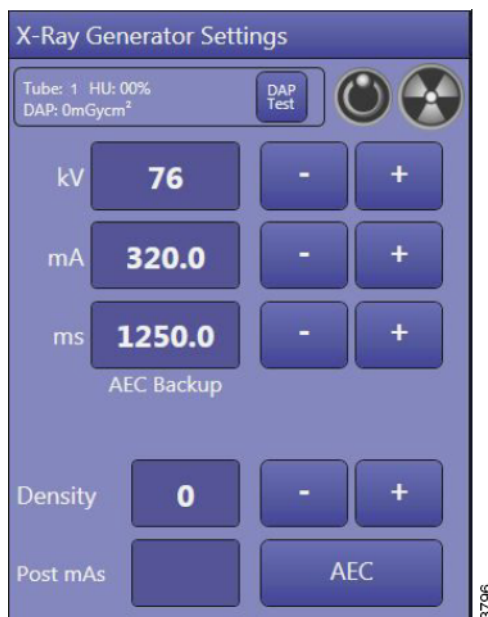 X-Ray Generator Settings
Tube: 1 HU: 00%
DAP: 0mGycm²
DAP
Test
kV 76 - +
mA 320.0 - +
ms 1250.0 - +
AEC Backup
Density 0 - +
Post mAs AEC
3796